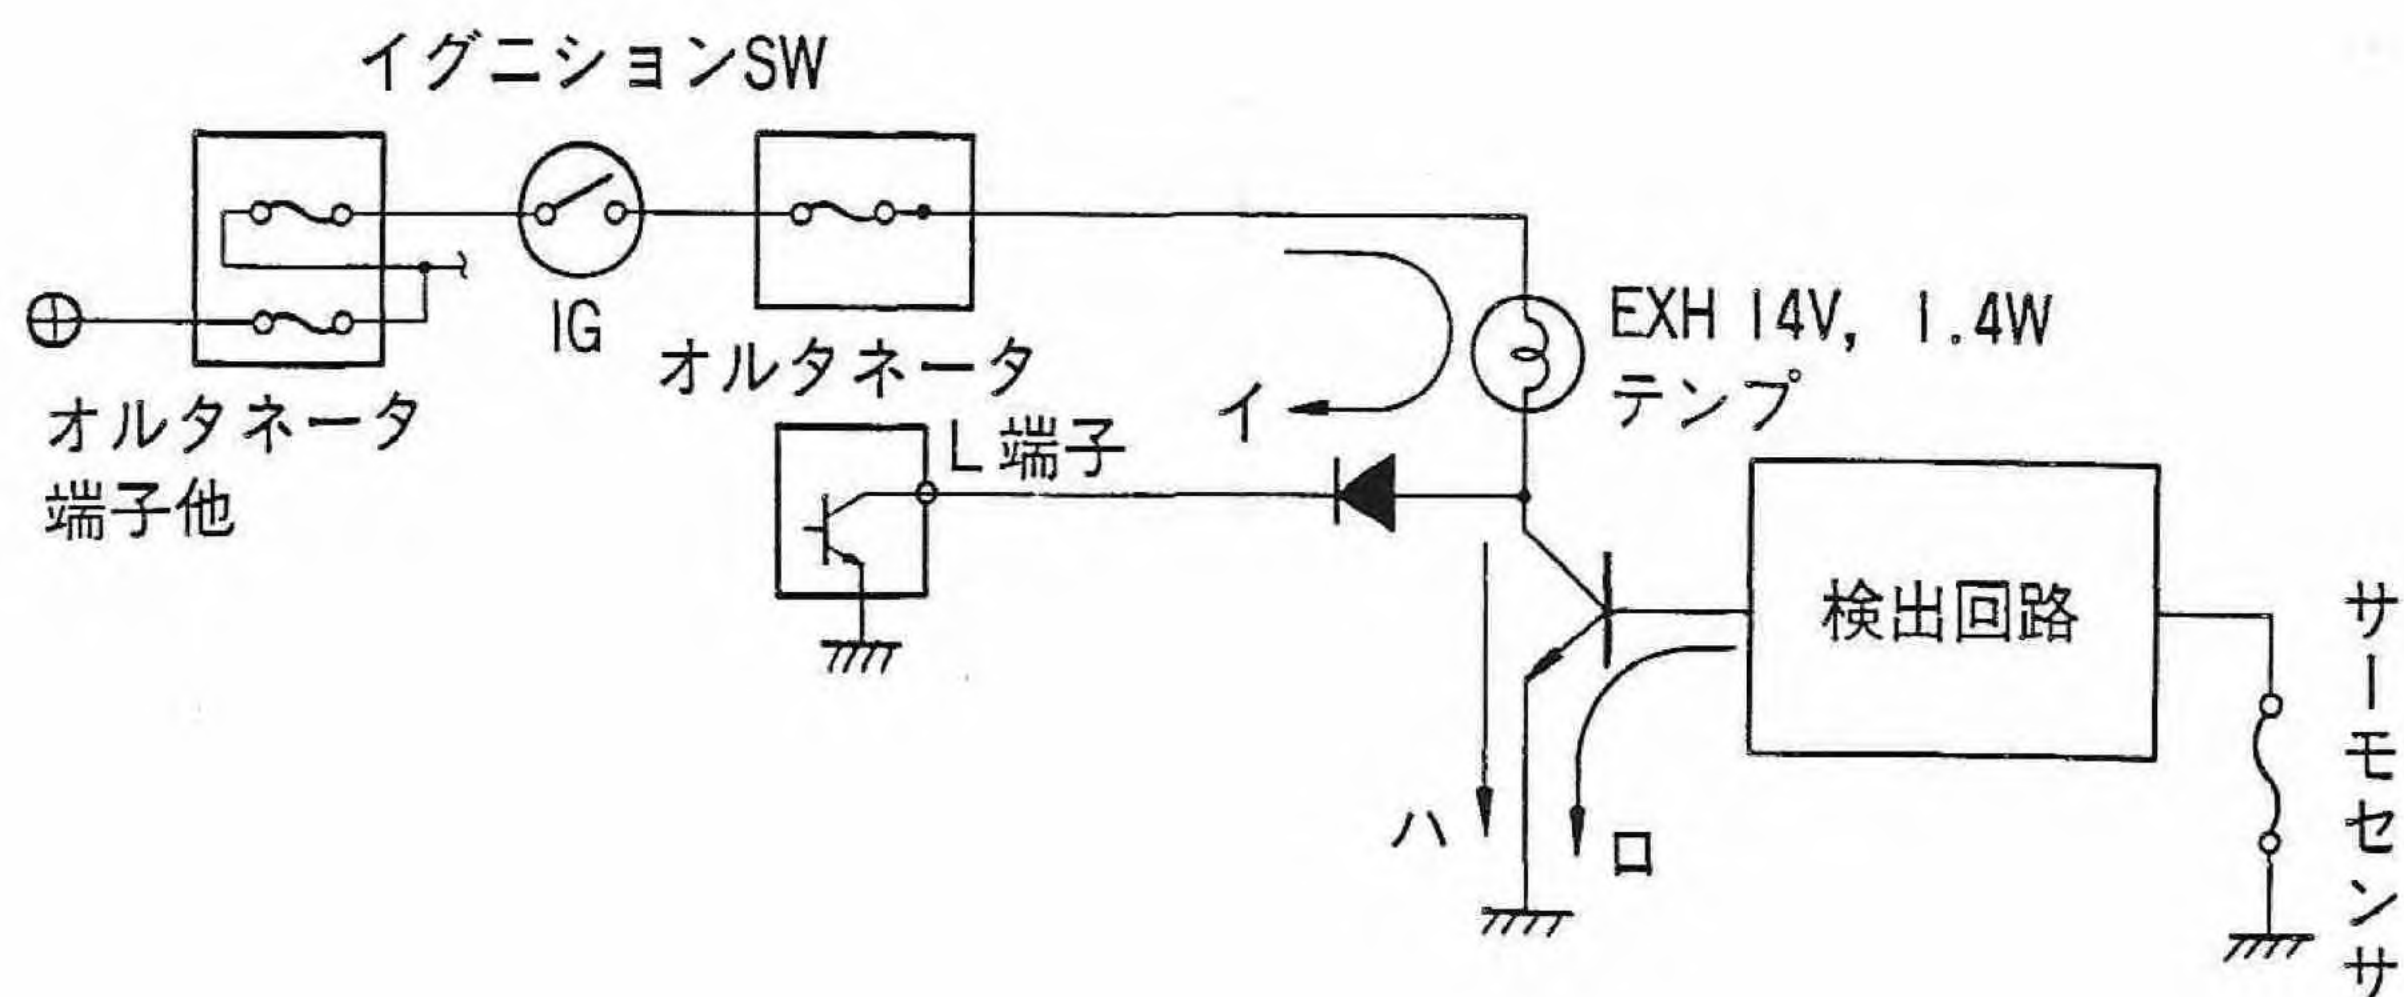 イグニションSW
IG
オルタネータ
端子他
オルタネータ
L端子
EXH 14V, 1.4W
テンプ
イ
検出回路
ハ
ロ
サーモセンサ